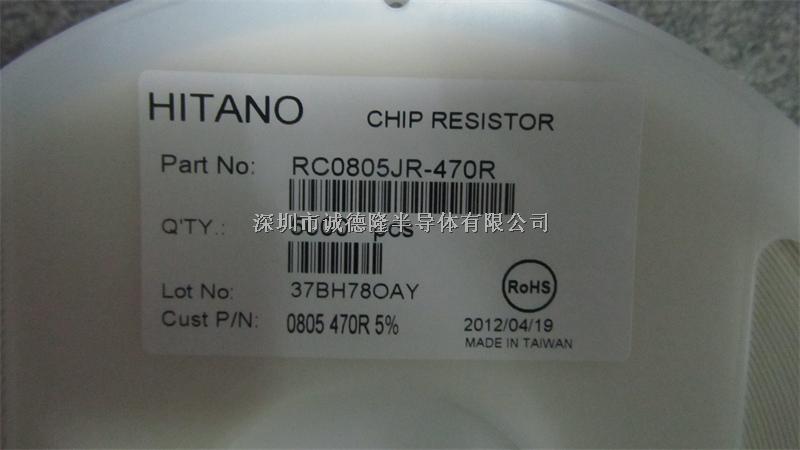 HITANO CHIP RESISTOR
Part No: RC0805JR-470R
Q'TY.: pcs
深圳市诚德隆半导体有限公司
Lot No: 37BH78OAY
RoHS
Cust P/N: 0805 470R 5%
2012/04/19
MADE IN TAIWAN